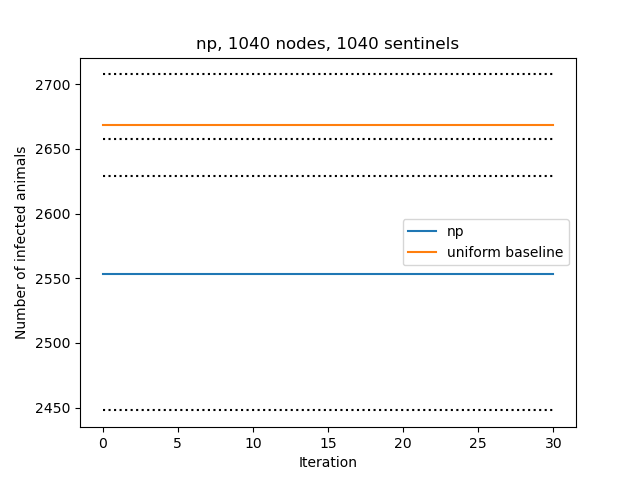 np, 1040 nodes, 1040 sentinels
2700
2650
2600
2550
2500
2450
Number of infected animals
np
uniform baseline
0 5 10 15 20 25 30
Iteration